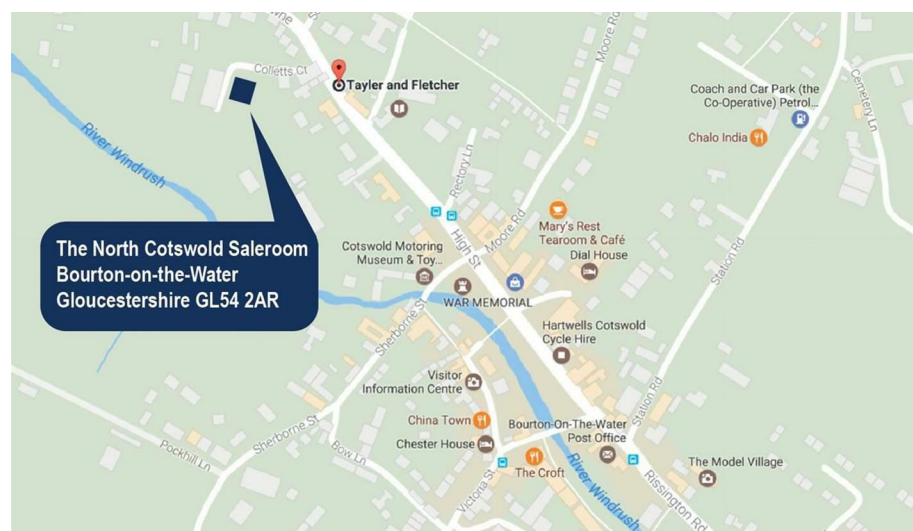 Colletts Ct
Tayler and Fletcher
Moore Rd
Coach and Car Park (the
Co-Operative) Petrol...
Chalo India
Cemetery Ln
River Windrush
Rectory Ln
The North Cotswold Saleroom
Bourton-on-the-Water
Gloucestershire GL54 2AR
Mary's Rest
Tearoom & Café
Dial House
Moore Rd
High St
Cotswold Motoring
Museum & Toy...
WAR MEMORIAL
Station Rd
Sherborne St
Hartwells Cotswold
Cycle Hire
Visitor
Information Centre
China Town
Chester House
Bourton-On-The-Water
Post Office
Station Rd
Sherborne St
Pockhill Ln
Bow Ln
The Croft
Victoria St
River Windrush
Rissington Rd
The Model Village